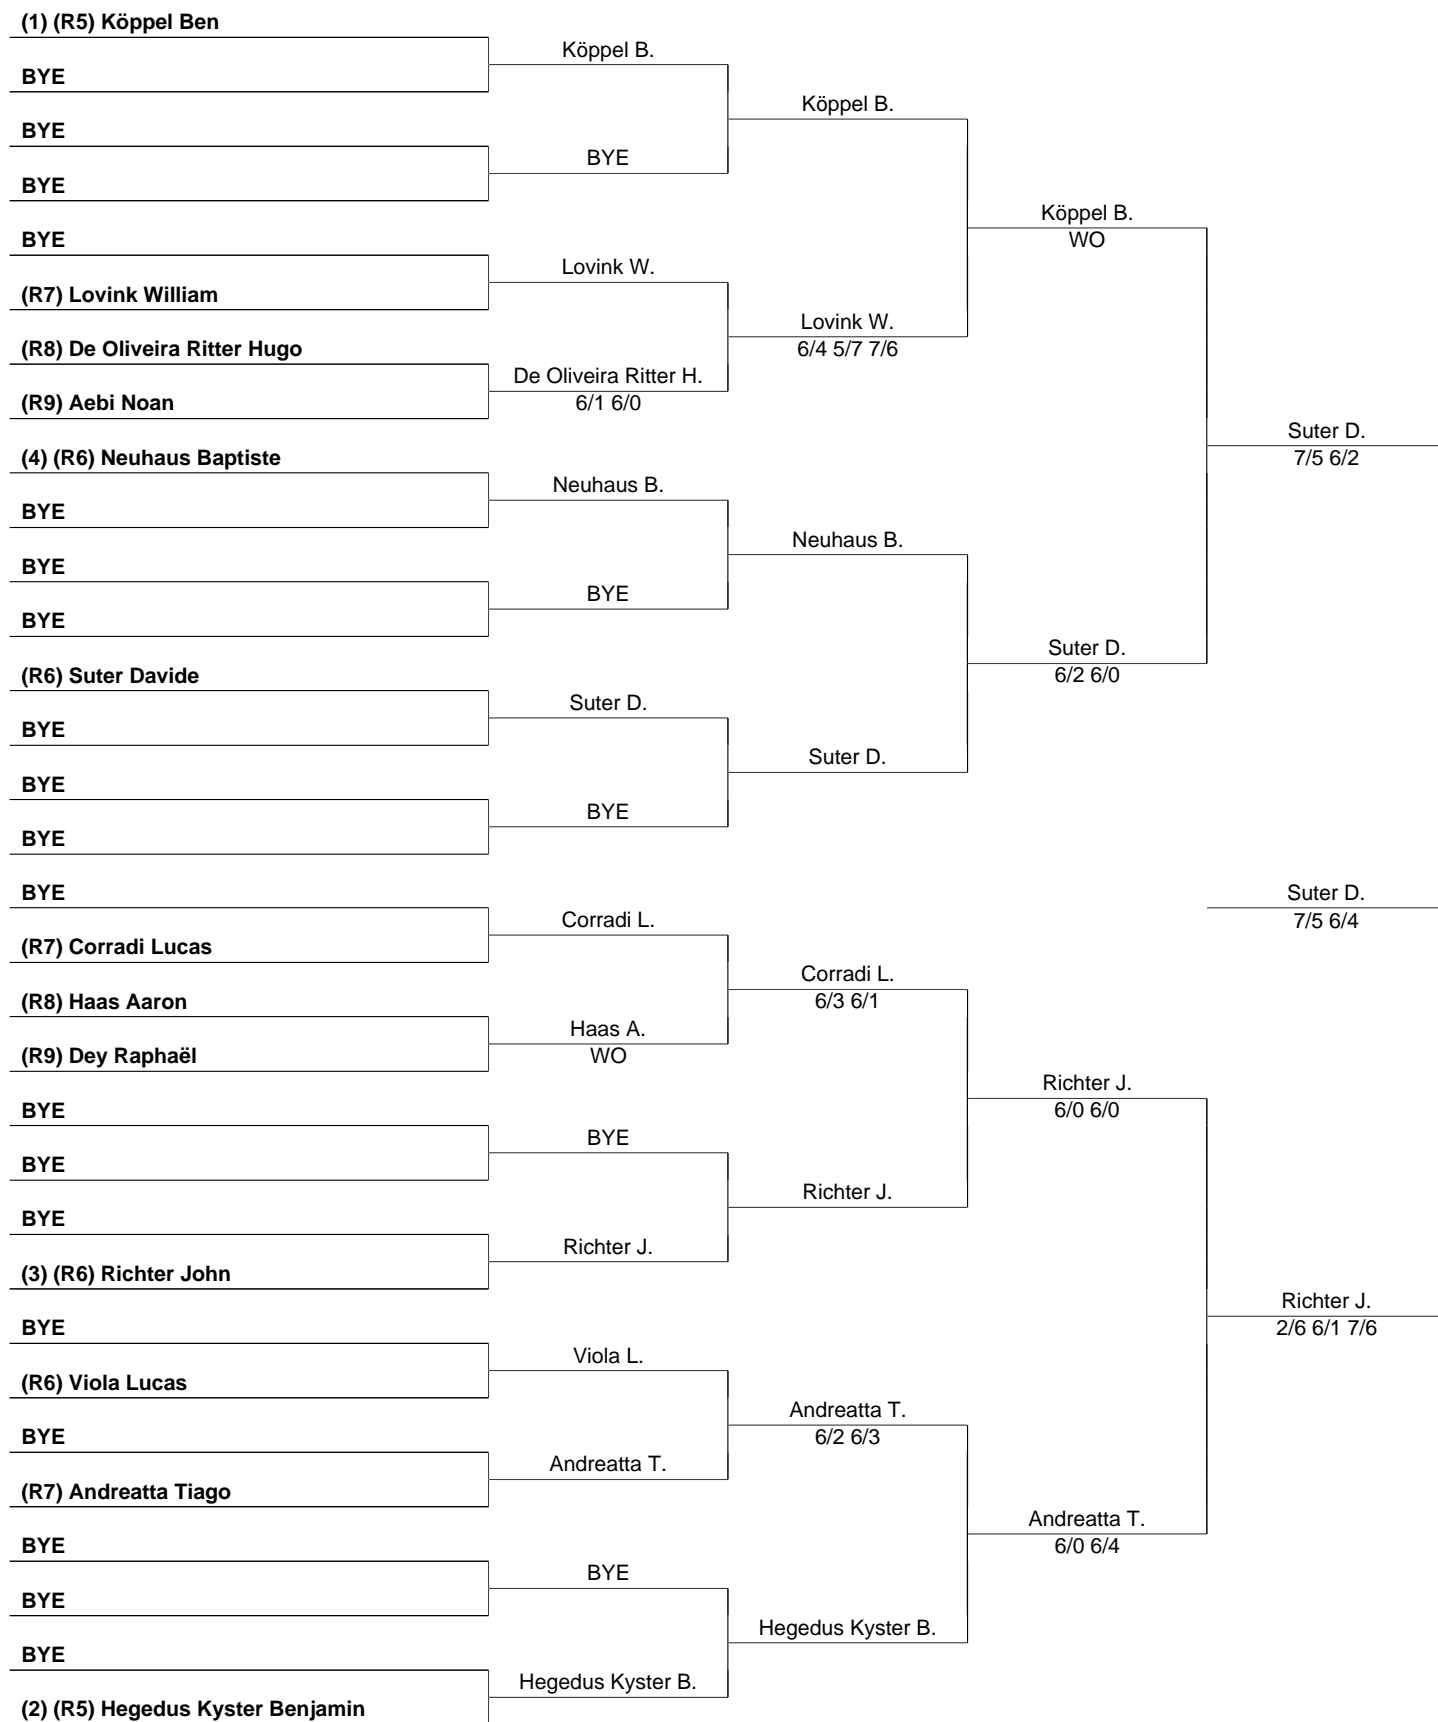 (1) (R5) Köppel Ben
Köppel B.
BYE
Köppel B.
BYE
BYE
BYE
Köppel B.
WO
BYE
Lovink W.
(R7) Lovink William
Lovink W.
6/4 5/7 7/6
(R8) De Oliveira Ritter Hugo
De Oliveira Ritter H.
6/1 6/0
(R9) Aebi Noan
Suter D.
7/5 6/2
(4) (R6) Neuhaus Baptiste
Neuhaus B.
BYE
Neuhaus B.
BYE
BYE
BYE
Suter D.
6/2 6/0
(R6) Suter Davide
Suter D.
BYE
Suter D.
BYE
BYE
BYE
BYE
Suter D.
7/5 6/4
Corradi L.
(R7) Corradi Lucas
Corradi L.
6/3 6/1
(R8) Haas Aaron
Haas A.
WO
(R9) Dey Raphaël
Richter J.
6/0 6/0
BYE
BYE
BYE
Richter J.
BYE
Richter J.
(3) (R6) Richter John
Richter J.
2/6 6/1 7/6
BYE
Viola L.
(R6) Viola Lucas
Andreatta T.
6/2 6/3
BYE
Andreatta T.
(R7) Andreatta Tiago
Andreatta T.
6/0 6/4
BYE
BYE
BYE
Hegedus Kyster B.
BYE
Hegedus Kyster B.
(2) (R5) Hegedus Kyster Benjamin